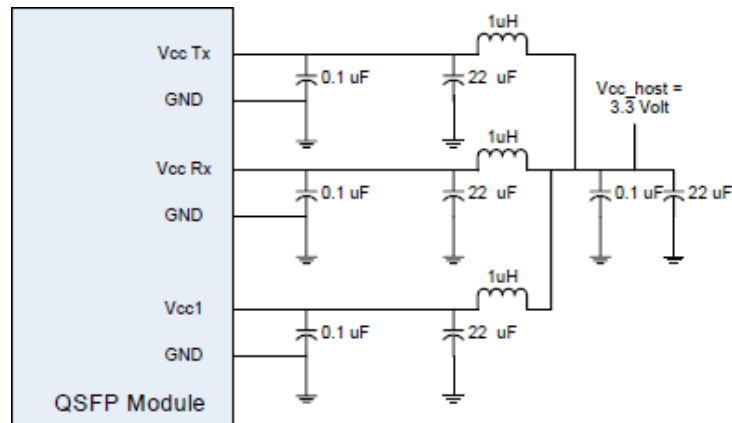 1uH
Vcc Tx
0.1 uF
22 uF
GND
Vcc_host =
3.3 Volt
1uH
Vcc Rx
0.1 uF
22 uF
0.1 uF
22 uF
GND
1uH
Vcc1
0.1 uF
22 uF
GND
QSFP Module